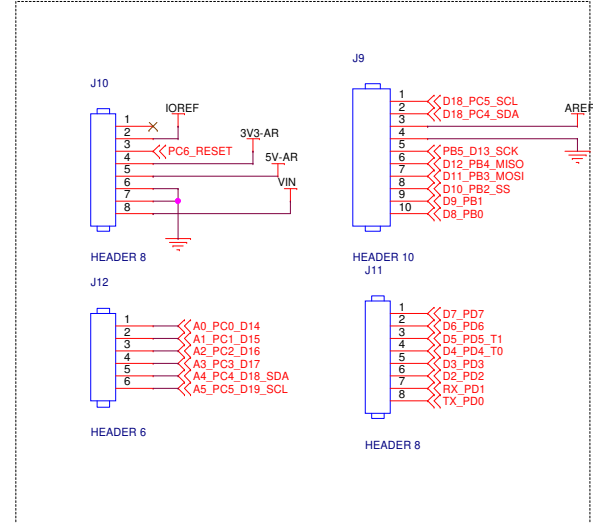 J10
IOREF
1
2
3V3-AR
3
PC6_RESET
4
5V-AR
5
VIN
6
7
8
HEADER 8
J9
1
D18_PC5_SCL
2
D18_PC4_SDA
AREF
3
4
5
PB5_D13_SCK
6
D12_PB4_MISO
7
D11_PB3_MOSI
8
D10_PB2_SS
9
D9_PB1
10
D8_PB0
HEADER 10
J12
1
A0_PC0_D14
2
A1_PC1_D15
3
A2_PC2_D16
4
A3_PC3_D17
5
A4_PC4_D18_SDA
6
A5_PC5_D19_SCL
HEADER 6
J11
1
D7_PD7
2
D6_PD6
3
D5_PD5_T1
4
D4_PD4_T0
5
D3_PD3
6
D2_PD2
7
RX_PD1
8
TX_PD0
HEADER 8